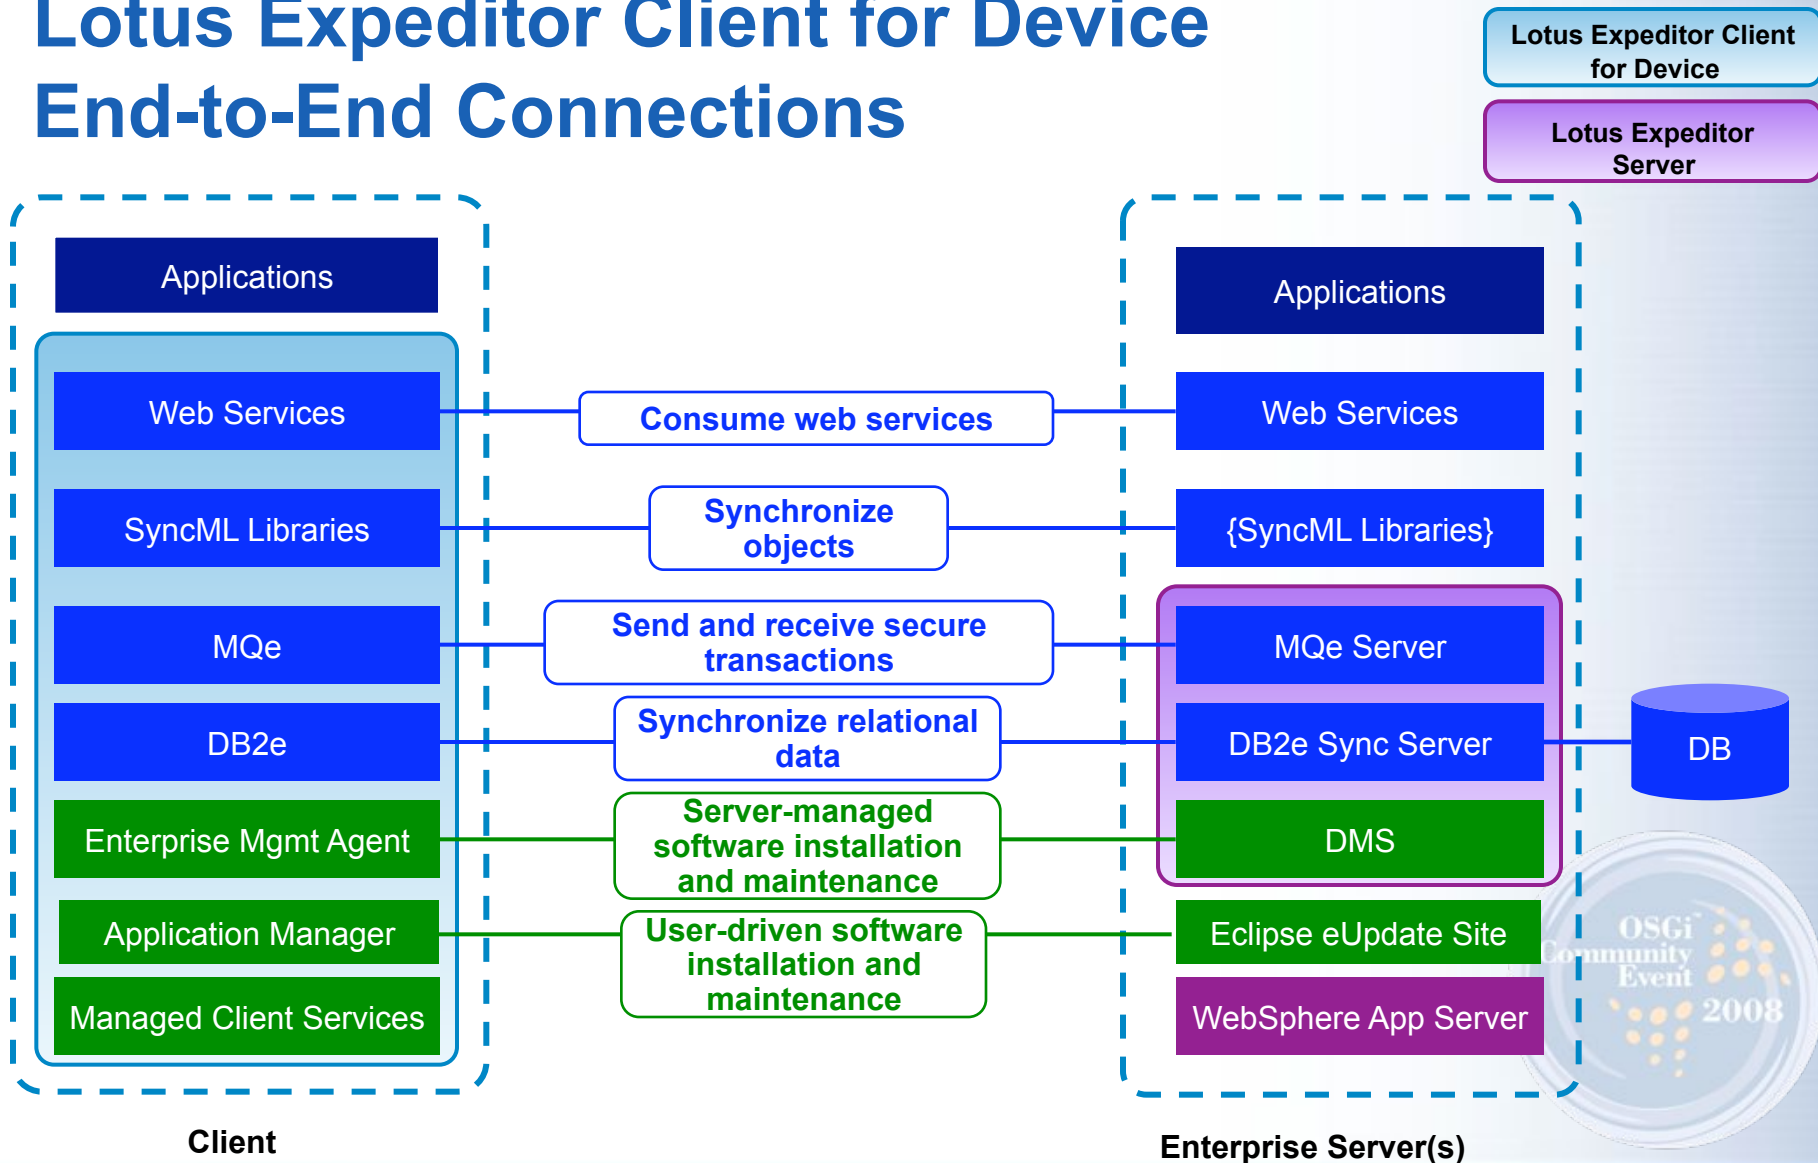 Lotus Expeditor Client for Device
End-to-End Connections
Lotus Expeditor Client
for Device
Lotus Expeditor
Server
Applications
Applications
Web Services
Consume web services
Web Services
SyncML Libraries
Synchronize
objects
{SyncML Libraries}
MQe
Send and receive secure
transactions
MQe Server
DB2e
Synchronize relational
data
DB2e Sync Server
DB
Enterprise Mgmt Agent
Server-managed
software installation
and maintenance
DMS
Application Manager
User-driven software
installation and
maintenance
Eclipse eUpdate Site
Managed Client Services
WebSphere App Server
OSGi™
Community
Event
2008
Client
Enterprise Server(s)